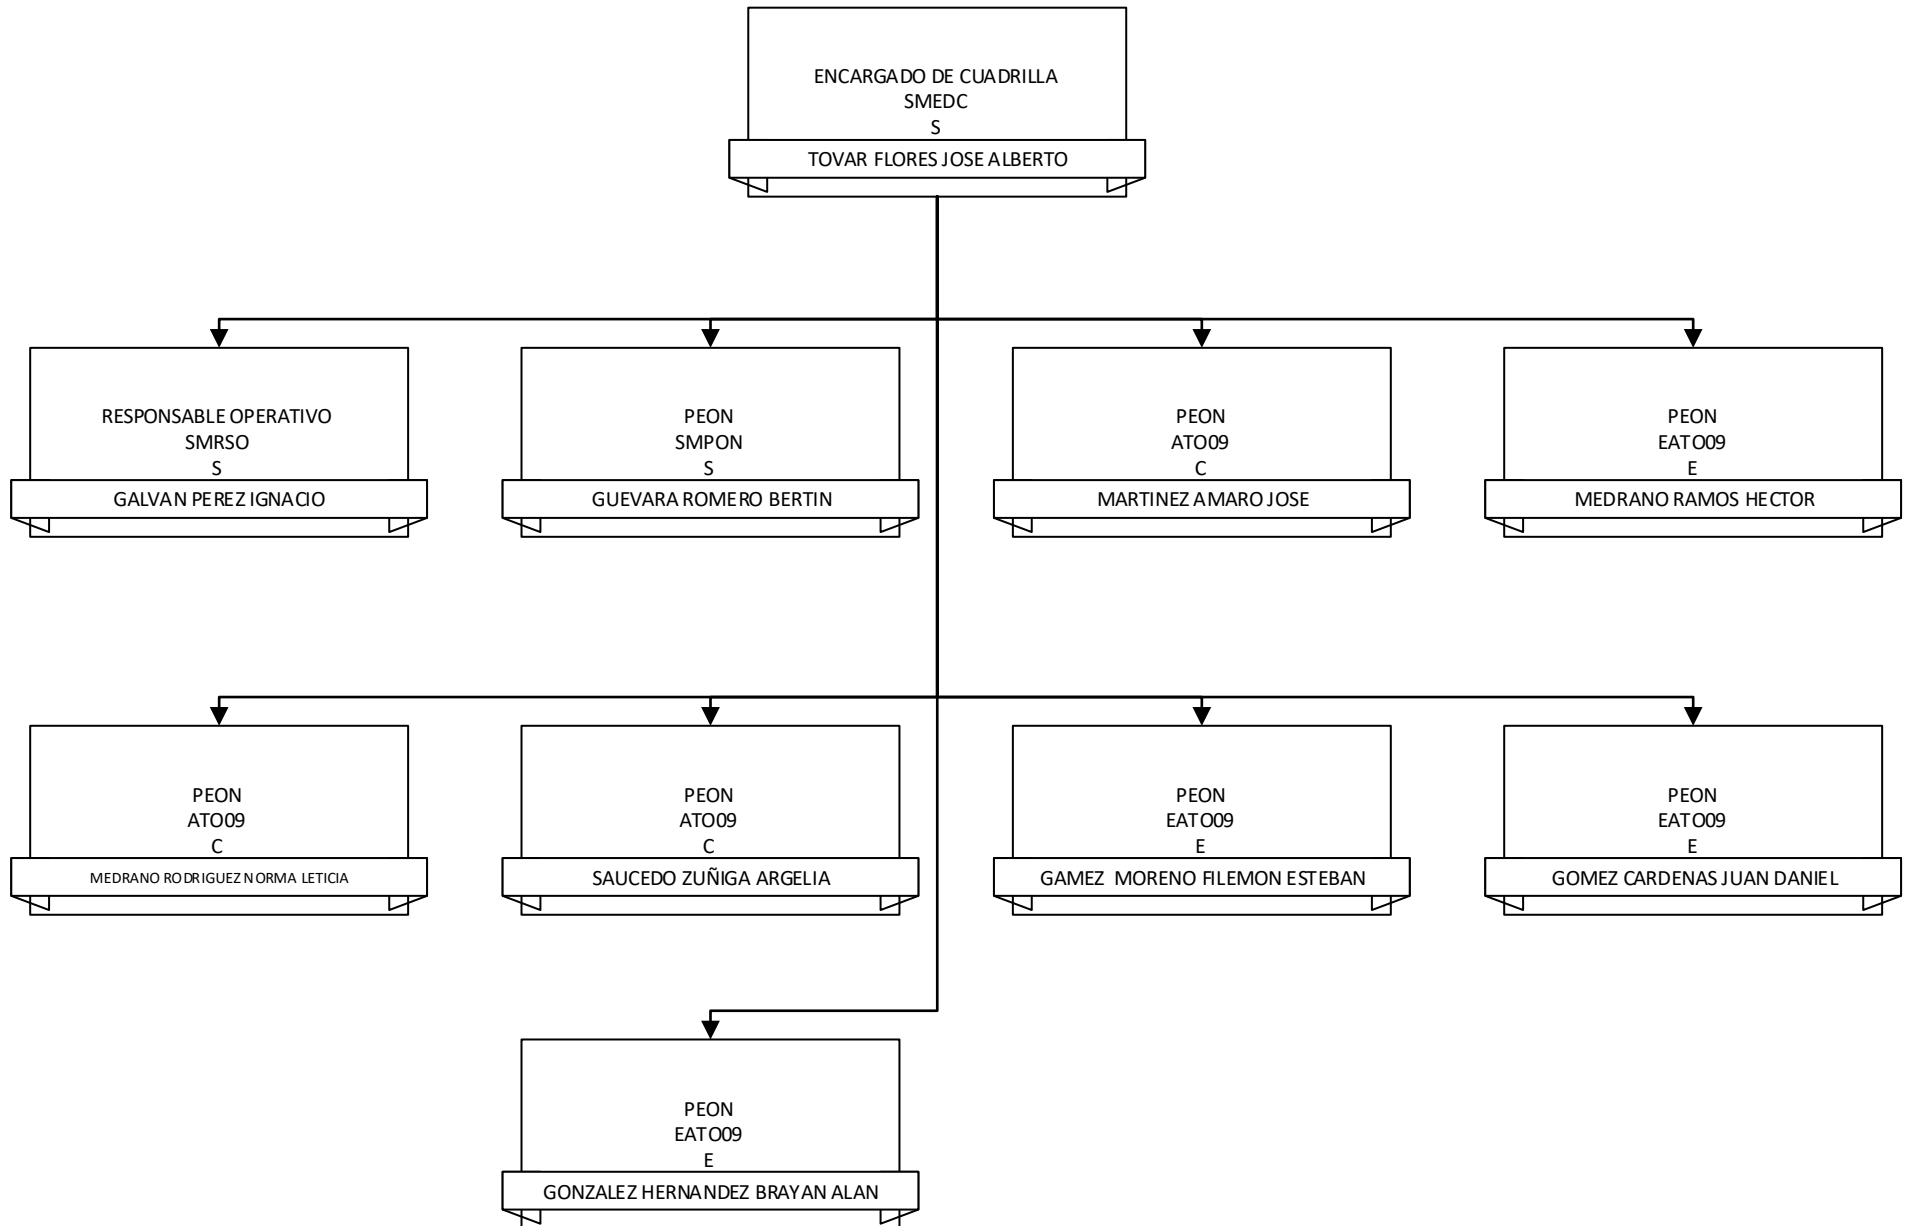 ENCARGADO DE CUADRILLA
SMEDC
S
TOVAR FLORES JOSE ALBERTO
RESPONSABLE OPERATIVO
SMRSO
S
GALVAN PEREZ IGNACIO
PEON
SMPON
S
GUEVARA ROMERO BERTIN
PEON
ATO09
C
MARTINEZ AMARO JOSE
PEON
EATO09
E
MEDRANO RAMOS HECTOR
PEON
ATO09
C
MEDRANO RODRIGUEZ NORMA LETICIA
PEON
ATO09
C
SAUCEDO ZUÑIGA ARGELIA
PEON
EATO09
E
GAMEZ  MORENO FILEMON ESTEBAN
PEON
EATO09
E
GOMEZ CARDENAS JUAN DANIEL
PEON
EATO09
E
GONZALEZ HERNANDEZ BRAYAN ALAN